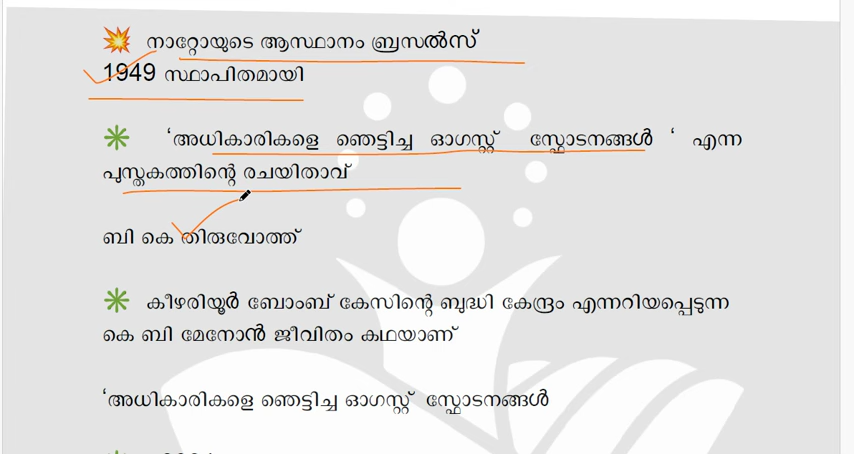 നാറ്റോയുടെ ആസ്ഥാനം ബ്രസൽസ്
1949 സ്ഥാപിതമായി
‘അധികാരികളെ ഞെട്ടിച്ച ഓഗസ്റ്റ് സ്ഫോടനങ്ങൾ ‘ എന്ന
പുസ്തകത്തിന്റെ രചയിതാവ്
ബി കെ തിരുവോത്ത്
കീഴരിയൂർ ബോംബ് കേസിന്റെ ബുദ്ധി കേന്ദ്രം എന്നറിയപ്പെടുന്ന
കെ ബി മേനോൻ ജീവിതം കഥയാണ്
‘അധികാരികളെ ഞെട്ടിച്ച ഓഗസ്റ്റ് സ്ഫോടനങ്ങൾ